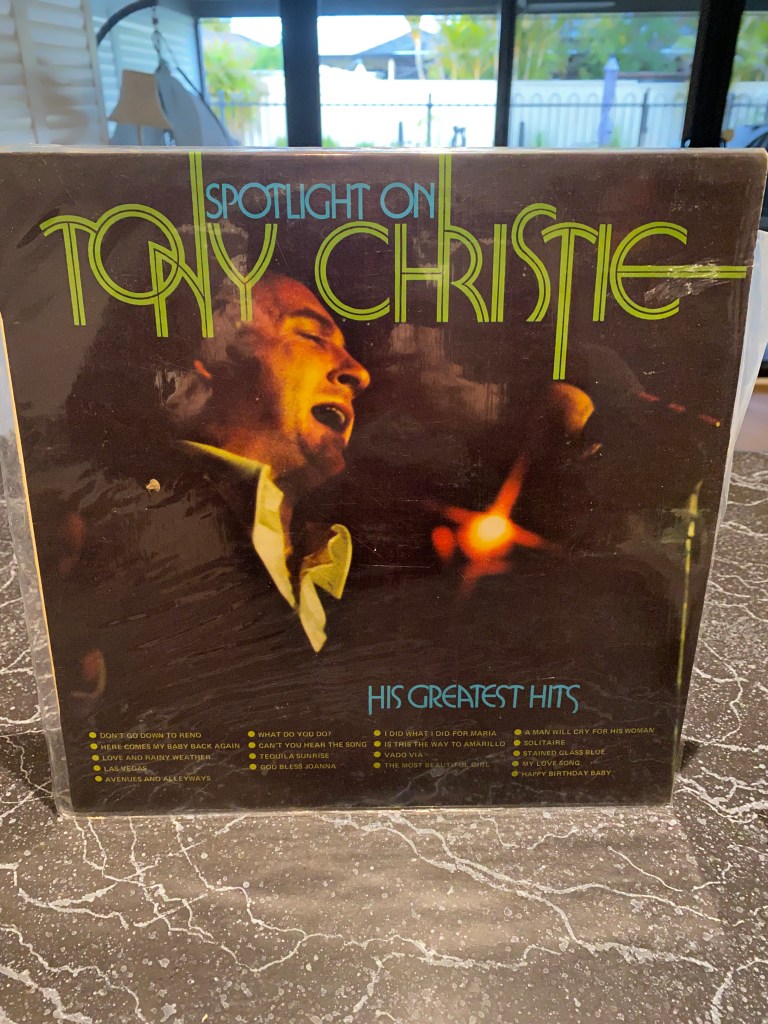 SPOTLIGHT ON
TONY CHRISTIE
HIS GREATEST HITS
DON'T GO DOWN TO RENO
HERE COMES MY BABY BACK AGAIN
LOVE AND RAINY WEATHER
LAS VEGAS
AVENUES AND ALLEYWAYS
WHAT DO YOU DO?
CAN'T YOU HEAR THE SONG
TEQUILA SUNRISE
GOD BLESS JOANNA
I DID WHAT I DID FOR MARIA
IS THIS THE WAY TO AMARILLO
VADO VIA
THE MOST BEAUTIFUL GIRL
A MAN WILL CRY FOR HIS WOMAN
SOLITAIRE
STAINED GLASS BLUE
MY LOVE SONG
HAPPY BIRTHDAY BABY